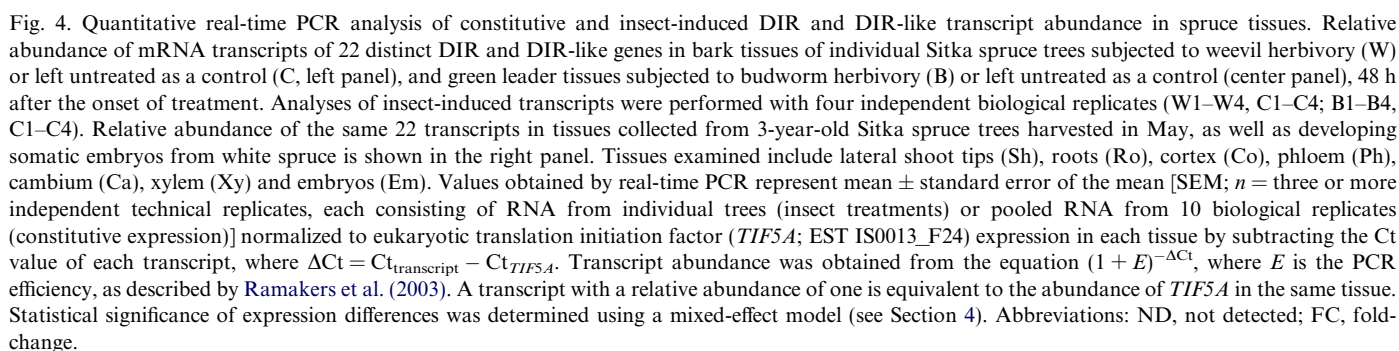 Fig. 4. Quantitative real-time PCR analysis of constitutive and insect-induced DIR and DIR-like transcript abundance in spruce tissues. Relative
abundance of mRNA transcripts of 22 distinct DIR and DIR-like genes in bark tissues of individual Sitka spruce trees subjected to weevil herbivory (W)
or left untreated as a control (C, left panel), and green leader tissues subjected to budworm herbivory (B) or left untreated as a control (center panel), 48 h
after the onset of treatment. Analyses of insect-induced transcripts were performed with four independent biological replicates (W1–W4, C1–C4; B1–B4,
C1–C4). Relative abundance of the same 22 transcripts in tissues collected from 3-year-old Sitka spruce trees harvested in May, as well as developing
somatic embryos from white spruce is shown in the right panel. Tissues examined include lateral shoot tips (Sh), roots (Ro), cortex (Co), phloem (Ph),
cambium (Ca), xylem (Xy) and embryos (Em). Values obtained by real-time PCR represent mean ± standard error of the mean [SEM; n = three or more
independent technical replicates, each consisting of RNA from individual trees (insect treatments) or pooled RNA from 10 biological replicates
(constitutive expression)] normalized to eukaryotic translation initiation factor (TIF5A; EST IS0013_F24) expression in each tissue by subtracting the Ct
value of each transcript, where ΔCt = Ct_transcript − Ct_TIF5A. Transcript abundance was obtained from the equation (1 + E)^−ΔCt, where E is the PCR
efficiency, as described by Ramakers et al. (2003). A transcript with a relative abundance of one is equivalent to the abundance of TIF5A in the same tissue.
Statistical significance of expression differences was determined using a mixed-effect model (see Section 4). Abbreviations: ND, not detected; FC, fold-
change.